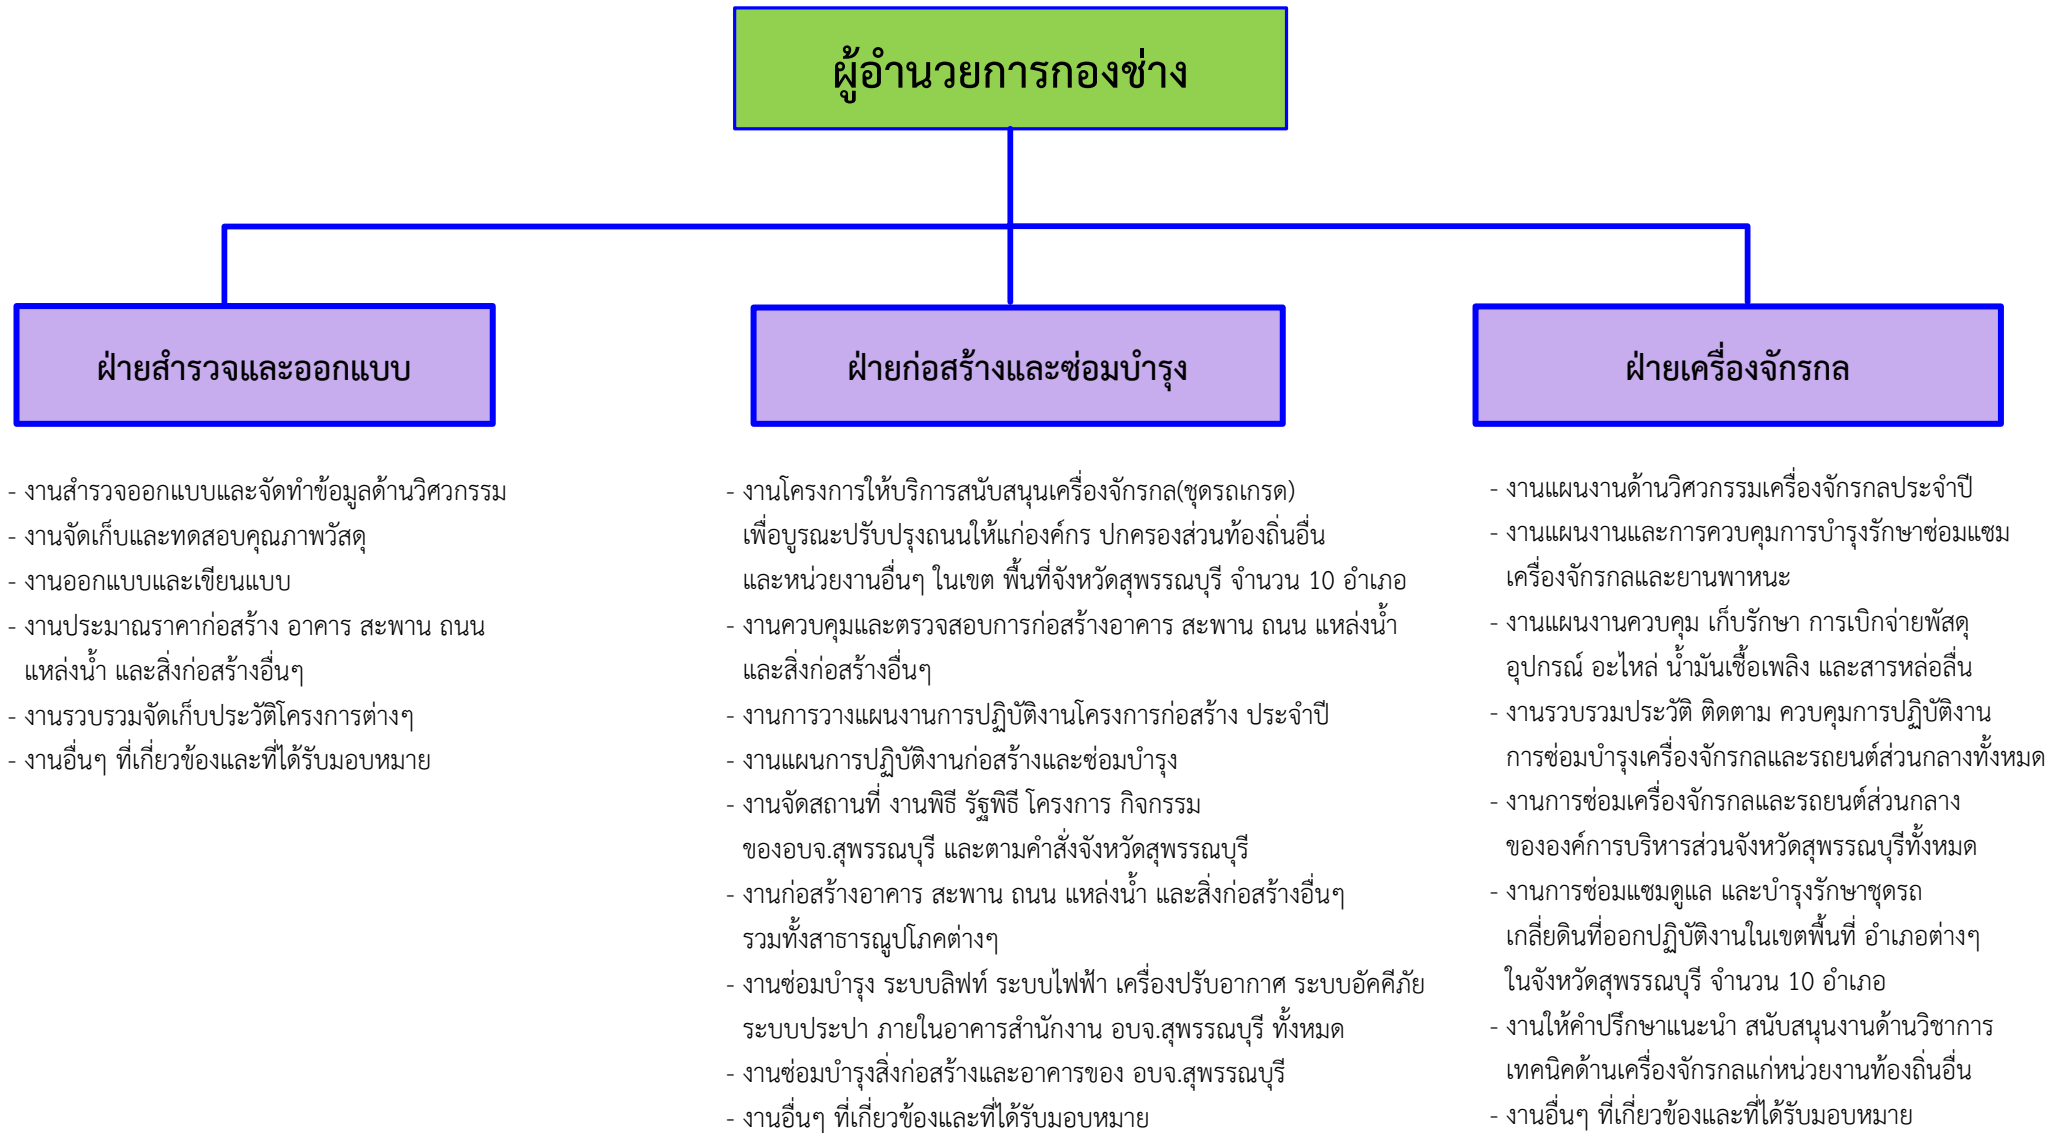 ผู้อำนวยการกองช่าง
ฝ่ายสำรวจและออกแบบ
- งานสำรวจออกแบบและจัดทำข้อมูลด้านวิศวกรรม
- งานจัดเก็บและทดสอบคุณภาพวัสดุ
- งานออกแบบและเขียนแบบ
- งานประมาณราคาก่อสร้าง อาคาร สะพาน ถนน
แหล่งน้ำ และสิ่งก่อสร้างอื่นๆ
- งานรวบรวมจัดเก็บประวัติโครงการต่างๆ
- งานอื่นๆ ที่เกี่ยวข้องและที่ได้รับมอบหมาย
ฝ่ายก่อสร้างและซ่อมบำรุง
- งานโครงการให้บริการสนับสนุนเครื่องจักรกล(ชุดรถเกรด)
เพื่อบูรณะปรับปรุงถนนให้แก่องค์กร ปกครองส่วนท้องถิ่นอื่น
และหน่วยงานอื่นๆ ในเขต พื้นที่จังหวัดสุพรรณบุรี จำนวน 10 อำเภอ
- งานควบคุมและตรวจสอบการก่อสร้างอาคาร สะพาน ถนน แหล่งน้ำ
และสิ่งก่อสร้างอื่นๆ
- งานการวางแผนงานการปฏิบัติงานโครงการก่อสร้าง ประจำปี
- งานแผนการปฏิบัติงานก่อสร้างและซ่อมบำรุง
- งานจัดสถานที่ งานพิธี รัฐพิธี โครงการ กิจกรรม
ของอบจ.สุพรรณบุรี และตามคำสั่งจังหวัดสุพรรณบุรี
- งานก่อสร้างอาคาร สะพาน ถนน แหล่งน้ำ และสิ่งก่อสร้างอื่นๆ
รวมทั้งสาธารณูปโภคต่างๆ
- งานซ่อมบำรุง ระบบลิฟท์ ระบบไฟฟ้า เครื่องปรับอากาศ ระบบอัคคีภัย
ระบบประปา ภายในอาคารสำนักงาน อบจ.สุพรรณบุรี ทั้งหมด
- งานซ่อมบำรุงสิ่งก่อสร้างและอาคารของ อบจ.สุพรรณบุรี
- งานอื่นๆ ที่เกี่ยวข้องและที่ได้รับมอบหมาย
ฝ่ายเครื่องจักรกล
- งานแผนงานด้านวิศวกรรมเครื่องจักรกลประจำปี
- งานแผนงานและการควบคุมการบำรุงรักษาซ่อมแซม
เครื่องจักรกลและยานพาหนะ
- งานแผนงานควบคุม เก็บรักษา การเบิกจ่ายพัสดุ
อุปกรณ์ อะไหล่ น้ำมันเชื้อเพลิง และสารหล่อลื่น
- งานรวบรวมประวัติ ติดตาม ควบคุมการปฏิบัติงาน
การซ่อมบำรุงเครื่องจักรกลและรถยนต์ส่วนกลางทั้งหมด
- งานการซ่อมเครื่องจักรกลและรถยนต์ส่วนกลาง
ขององค์การบริหารส่วนจังหวัดสุพรรณบุรีทั้งหมด
- งานการซ่อมแซมดูแล และบำรุงรักษาชุดรถ
เกลี่ยดินที่ออกปฏิบัติงานในเขตพื้นที่ อำเภอต่างๆ
ในจังหวัดสุพรรณบุรี จำนวน 10 อำเภอ
- งานให้คำปรึกษาแนะนำ สนับสนุนงานด้านวิชาการ
เทคนิคด้านเครื่องจักรกลแก่หน่วยงานท้องถิ่นอื่น
- งานอื่นๆ ที่เกี่ยวข้องและที่ได้รับมอบหมาย